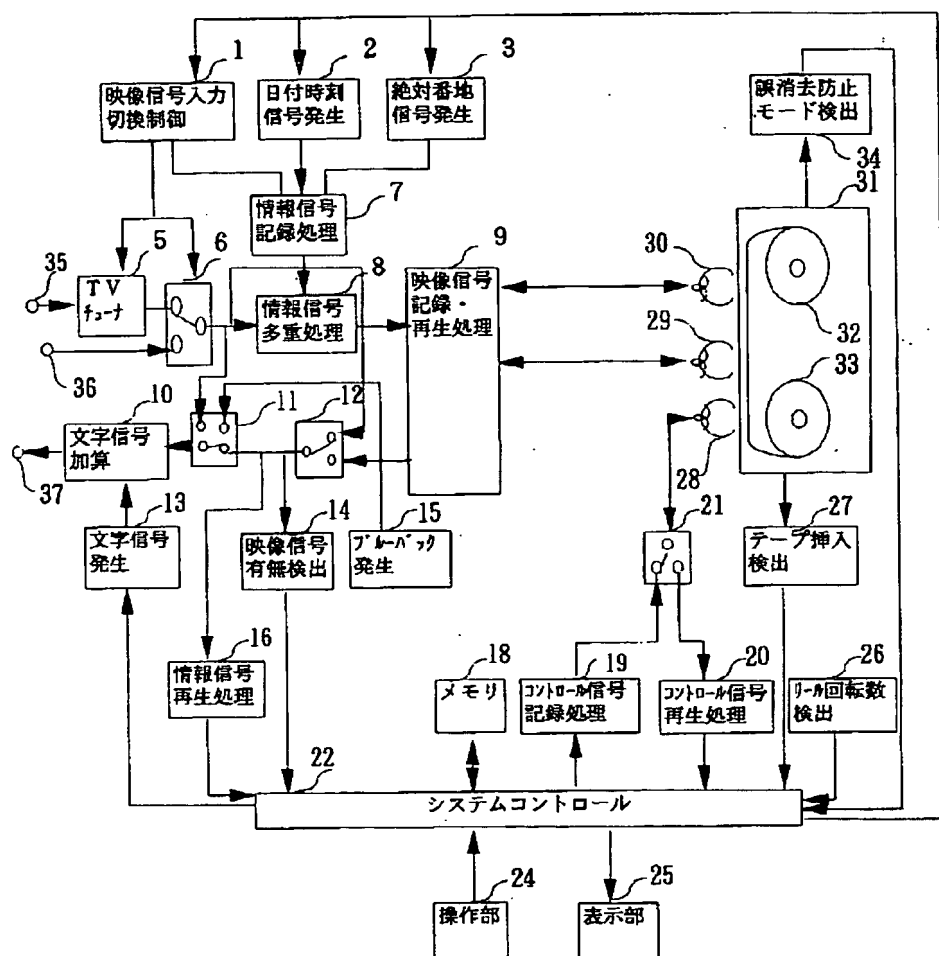 1
2
3
映像信号入力
切換制御
日付時刻
信号発生
絶対番地
信号発生
誤消去防止
モード検出
34
31
7
情報信号
記録処理
35
5
6
TV
チューナ
8
情報信号
多重処理
9
映像信号
記録・
再生処理
30
29
32
33
36
10
11
12
文字信号
加算
37
28
13
14
15
21
27
文字信号
発生
映像信号
有無検出
ブルーバック
発生
テープ挿入
検出
16
18
19
20
26
情報信号
再生処理
メモリ
コントロール信号
記録処理
コントロール信号
再生処理
リール回転数
検出
22
システムコントロール
24
25
操作部
表示部